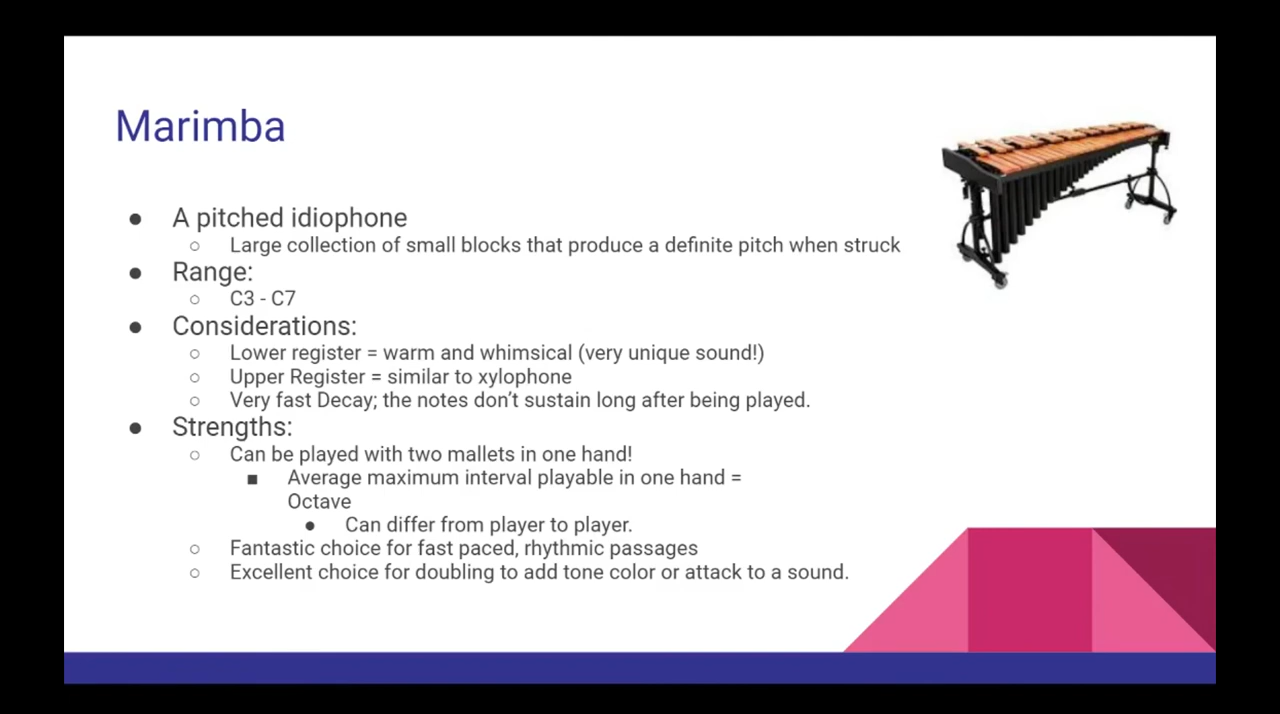 Marimba
● A pitched idiophone
○ Large collection of small blocks that produce a definite pitch when struck
● Range:
○ C3 - C7
● Considerations:
○ Lower register = warm and whimsical (very unique sound!)
○ Upper Register = similar to xylophone
○ Very fast Decay; the notes don’t sustain long after being played.
● Strengths:
○ Can be played with two mallets in one hand!
■ Average maximum interval playable in one hand =
Octave
● Can differ from player to player.
○ Fantastic choice for fast paced, rhythmic passages
○ Excellent choice for doubling to add tone color or attack to a sound.